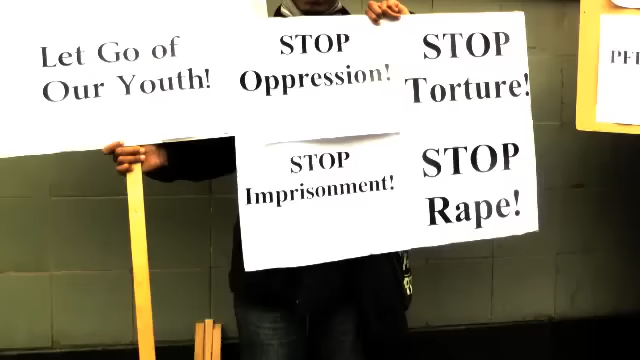 Let Go of
Our Youth!
STOP
Oppression!
STOP
Torture!
STOP
Imprisonment!
STOP
Rape!